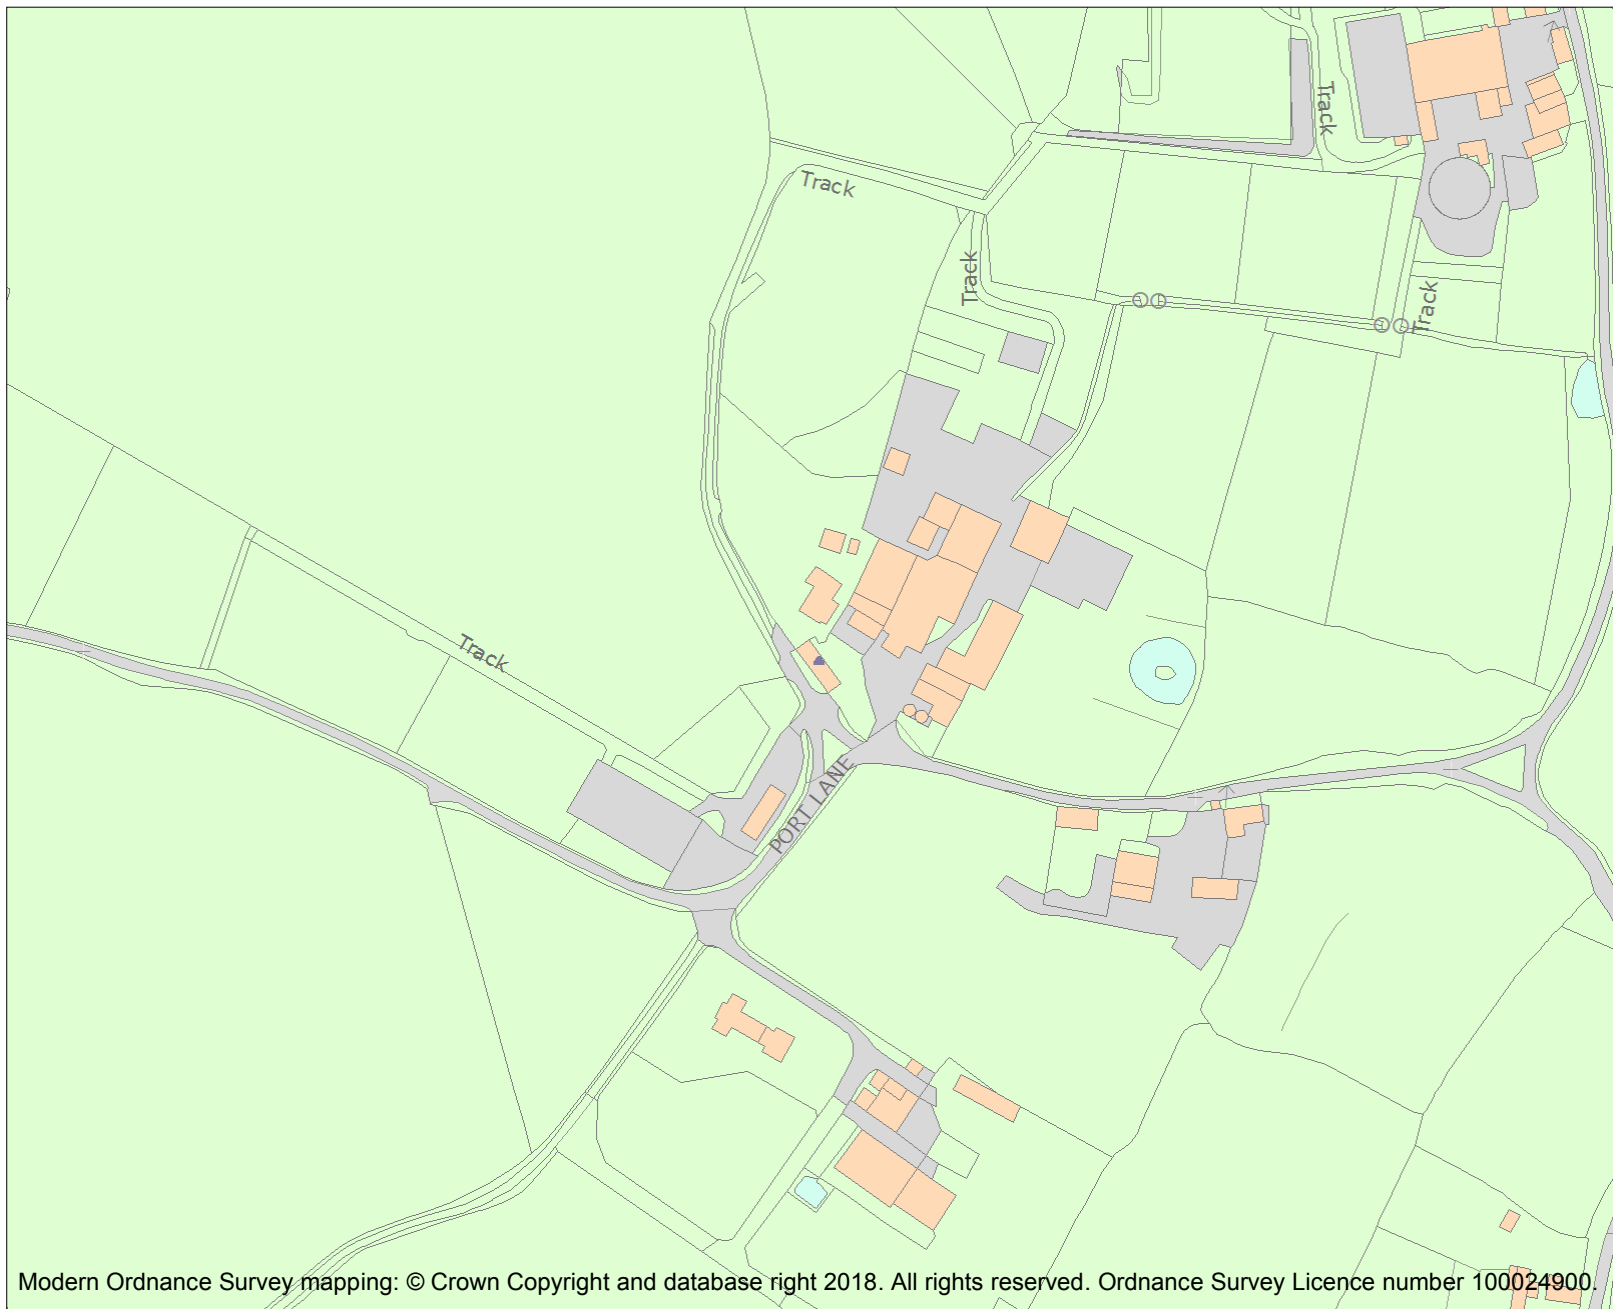 Track
Track
Track
Track
Track
PORT LANE
Modern Ordnance Survey mapping: © Crown Copyright and database right 2018. All rights reserved. Ordnance Survey Licence number 100024900.